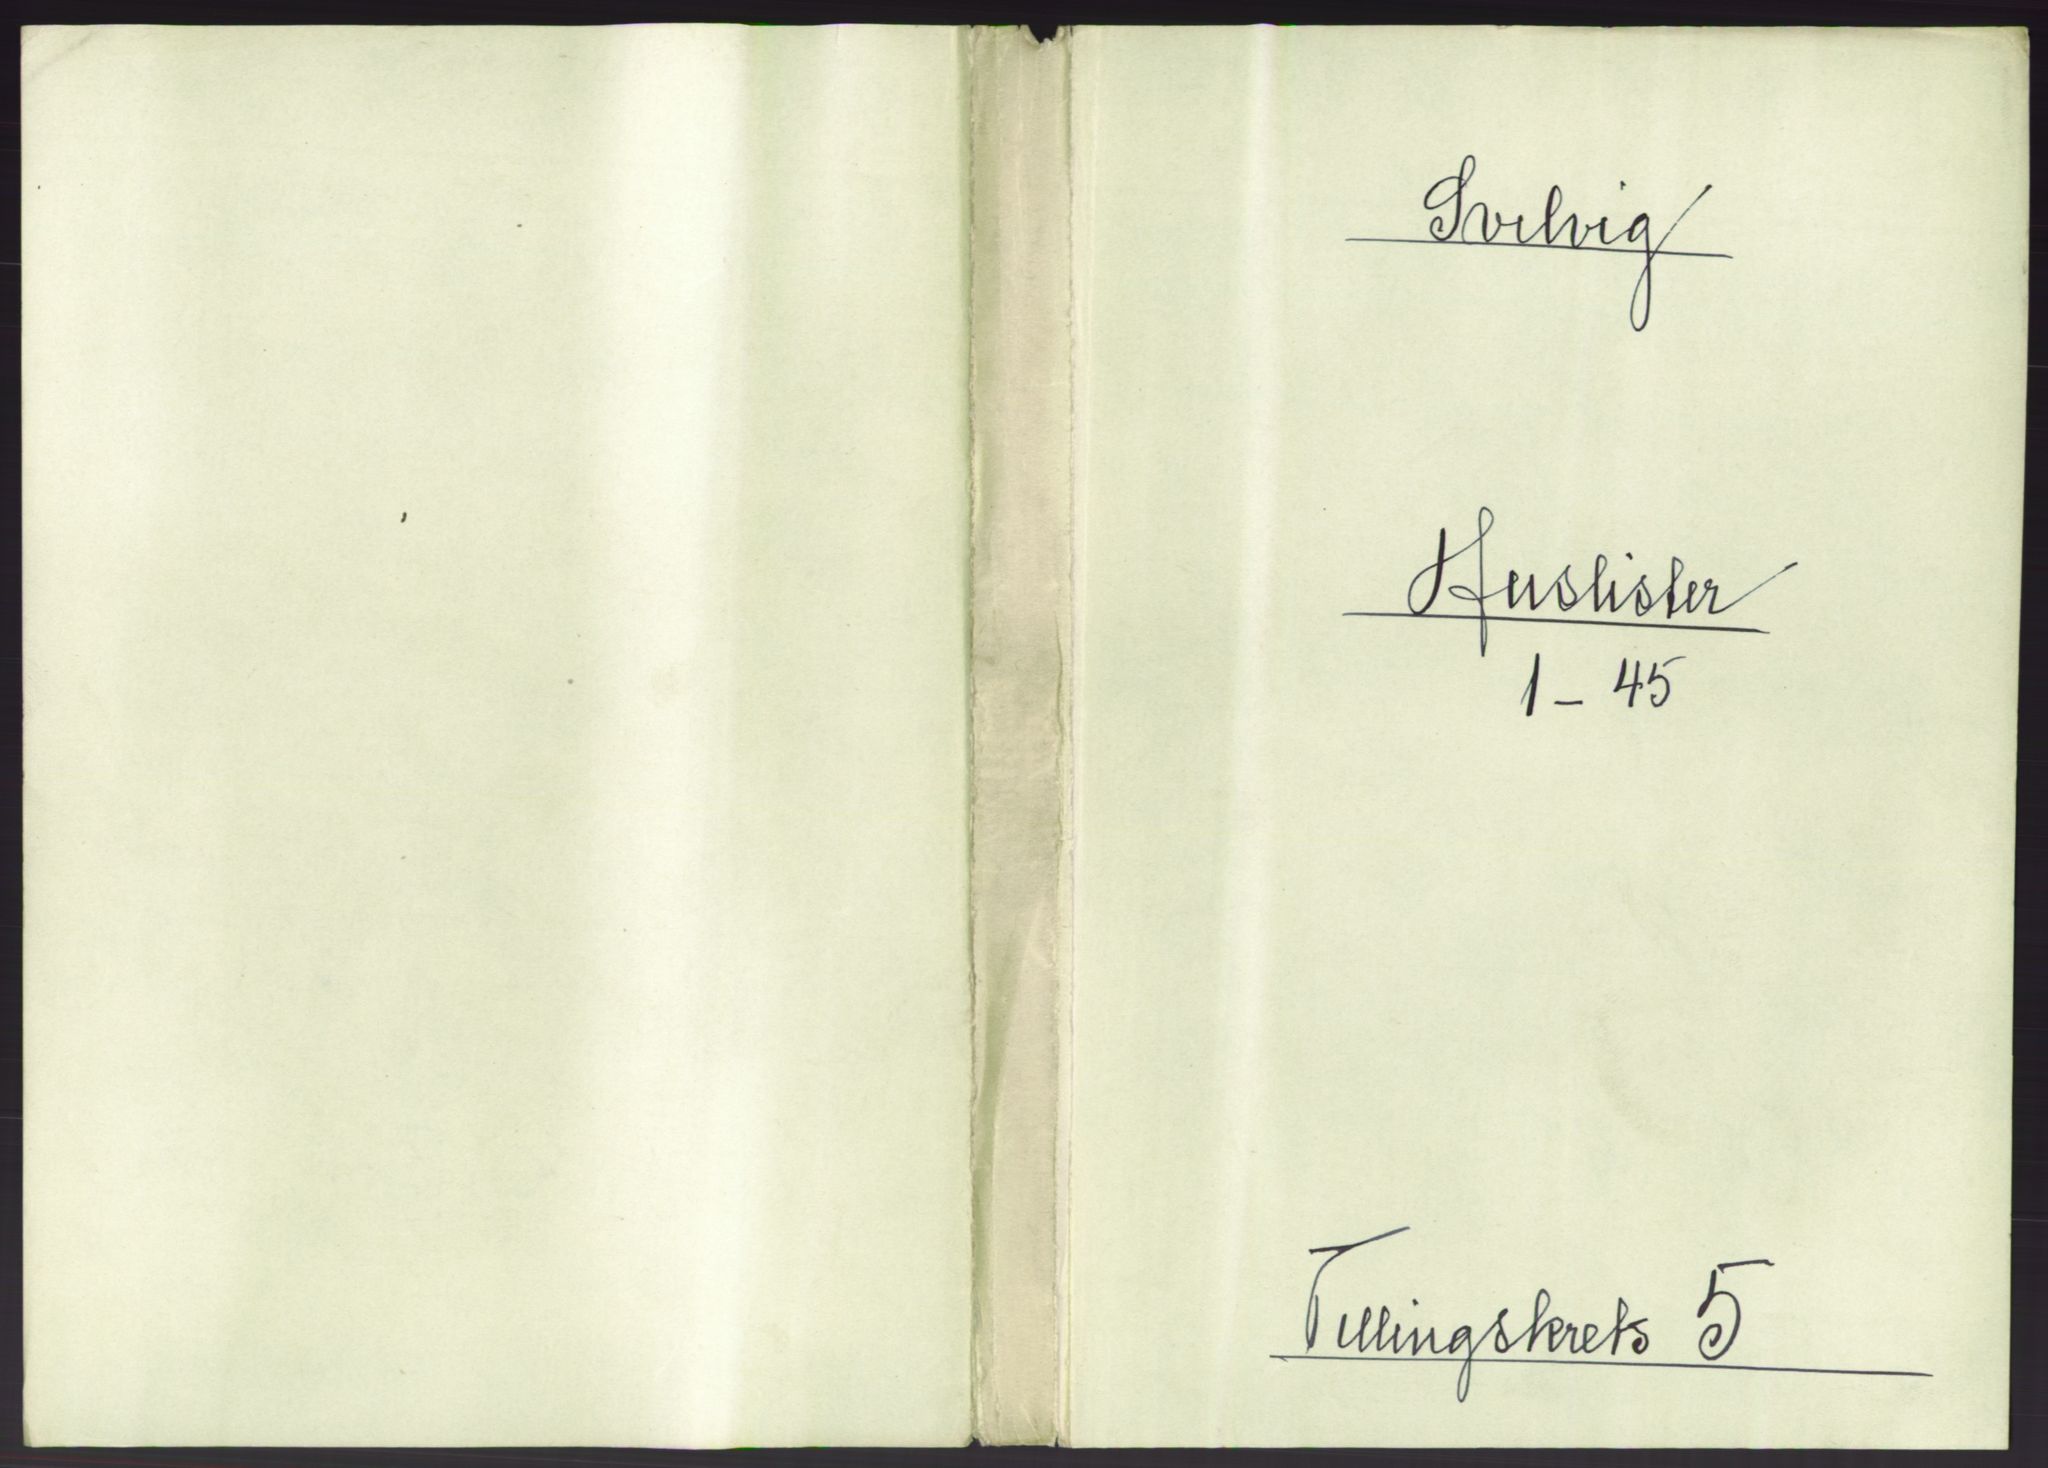 Svelvig
Huslister
1 - 45
Tellingskrets 5